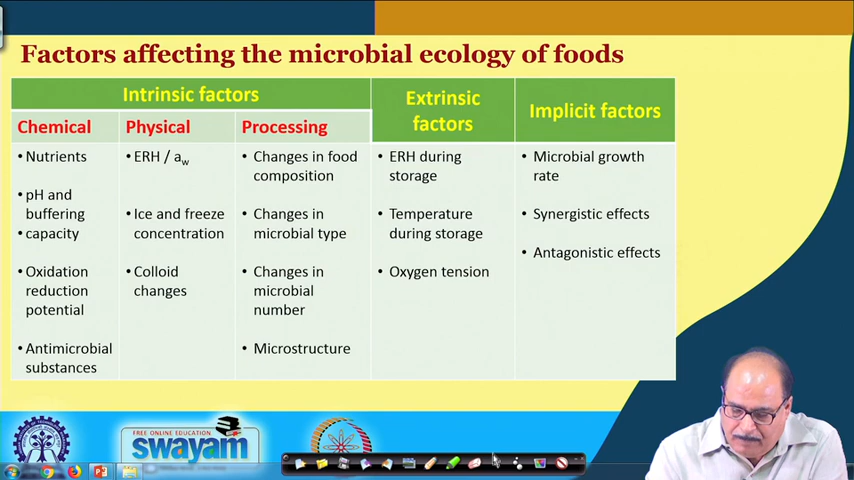 Factors affecting the microbial ecology of foods
Intrinsic factors
Extrinsic
factors
Implicit factors
Chemical
Physical
Processing
• Nutrients
• pH and
buffering
• capacity
• Oxidation
reduction
potential
• Antimicrobial
substances
• ERH / aw
• Ice and freeze
concentration
• Colloid
changes
• Changes in food
composition
• Changes in
microbial type
• Changes in
microbial
number
• Microstructure
• ERH during
storage
• Temperature
during storage
• Oxygen tension
• Microbial growth
rate
• Synergistic effects
• Antagonistic effects
FREE ONLINE EDUCATION
swayam